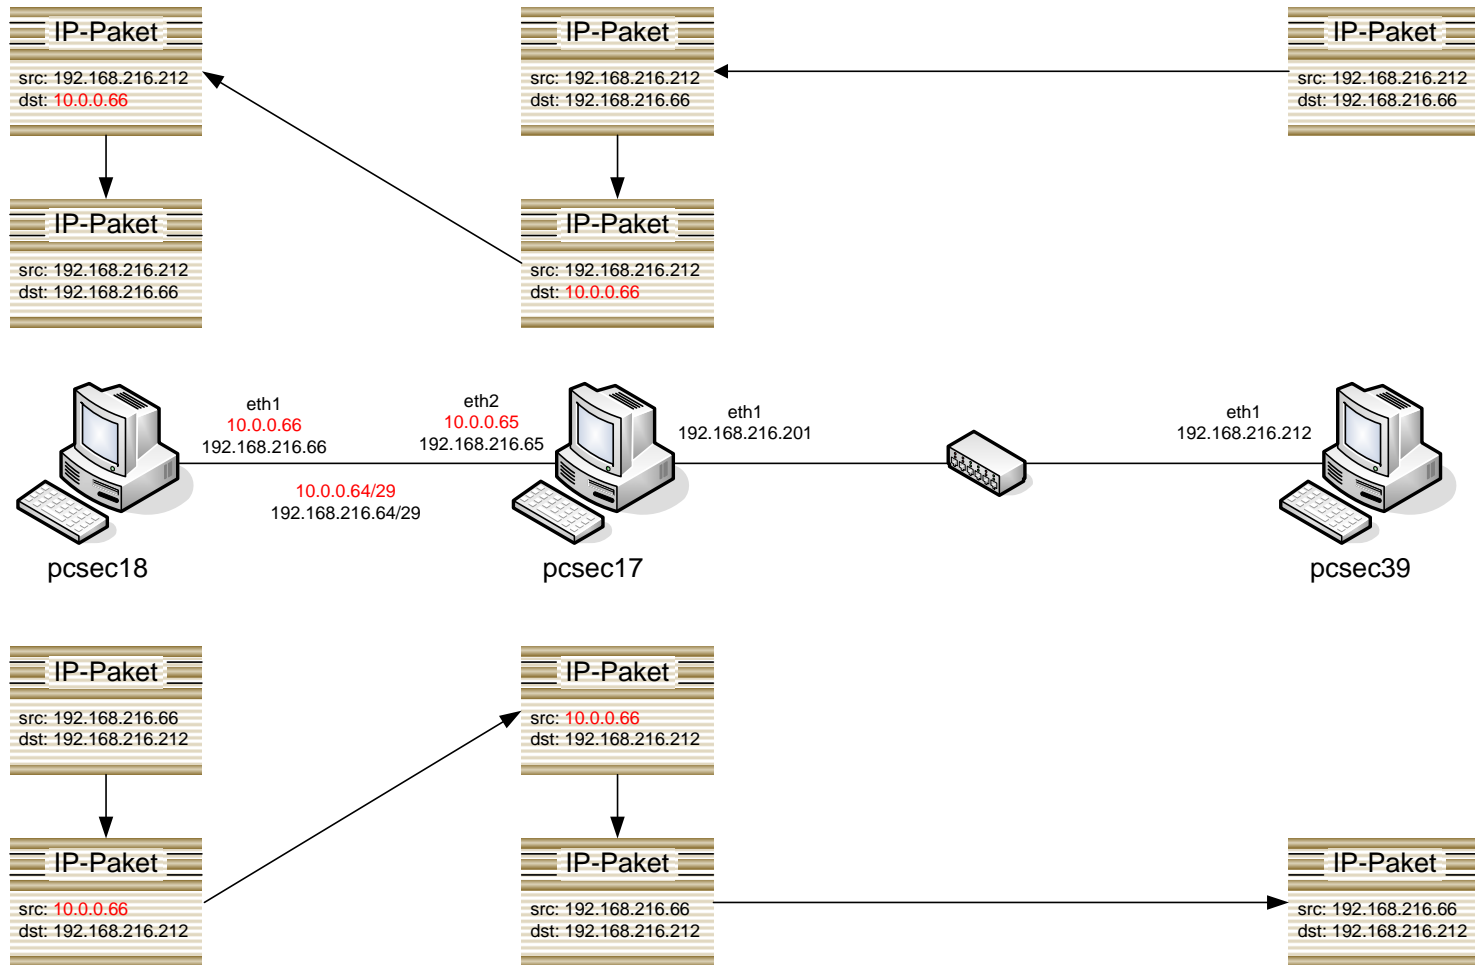 IP-Paket
src: 192.168.216.212
dst: 10.0.0.66
IP-Paket
src: 192.168.216.212
dst: 192.168.216.66
IP-Paket
src: 192.168.216.212
dst: 192.168.216.66
IP-Paket
src: 192.168.216.212
dst: 192.168.216.66
IP-Paket
src: 192.168.216.212
dst: 10.0.0.66
eth1
10.0.0.66
192.168.216.66
eth2
10.0.0.65
192.168.216.65
eth1
192.168.216.201
eth1
192.168.216.212
10.0.0.64/29
192.168.216.64/29
pcsec18
pcsec17
pcsec39
IP-Paket
src: 192.168.216.66
dst: 192.168.216.212
IP-Paket
src: 10.0.0.66
dst: 192.168.216.212
IP-Paket
src: 10.0.0.66
dst: 192.168.216.212
IP-Paket
src: 192.168.216.66
dst: 192.168.216.212
IP-Paket
src: 192.168.216.66
dst: 192.168.216.212